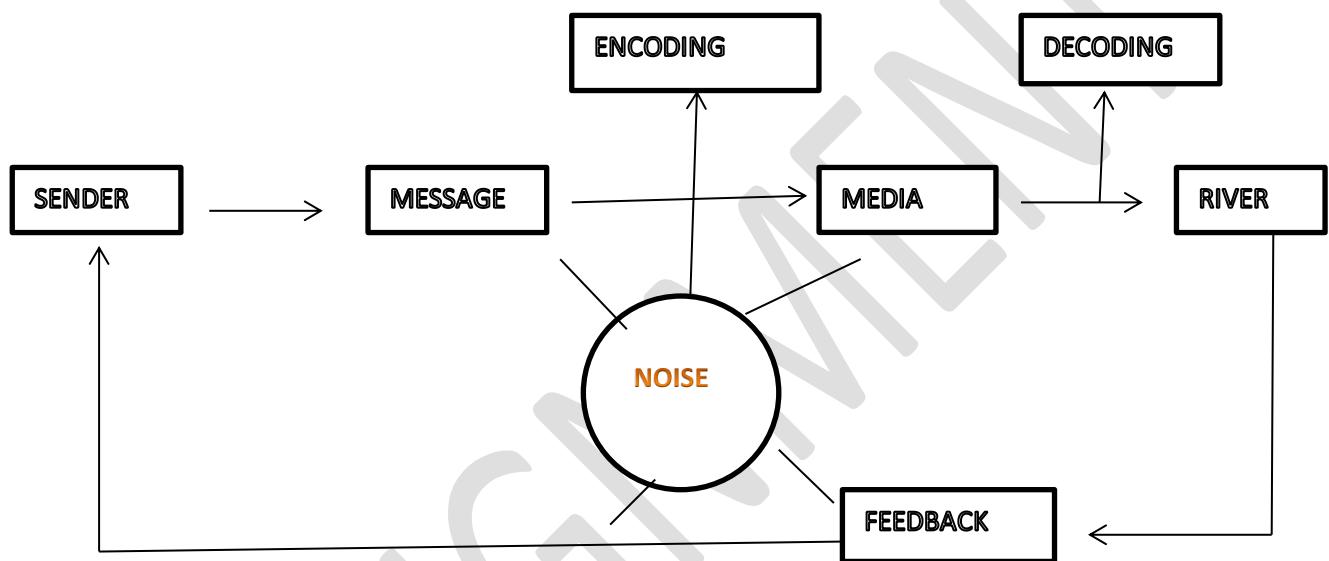 ENCODING
DECODING
SENDER
MESSAGE
MEDIA
RIVER
NOISE
FEEDBACK